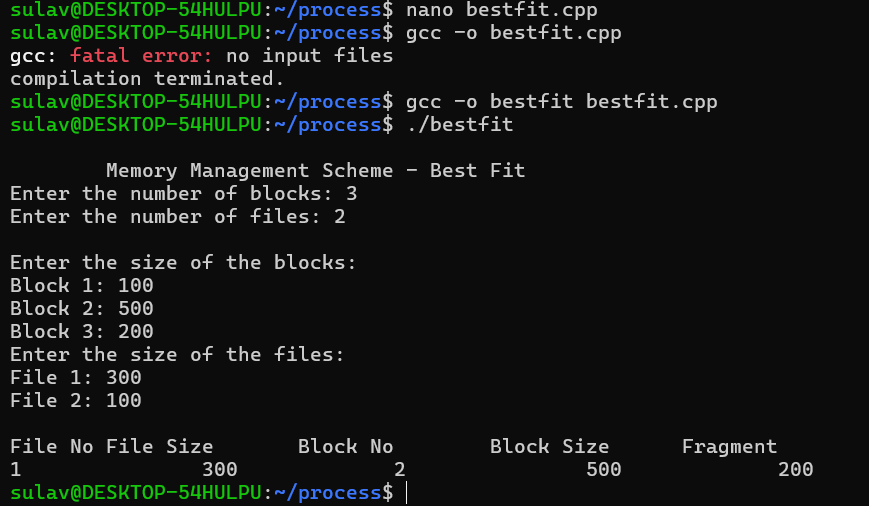 sulav@DESKTOP-54HULPU:~/process$ nano bestfit.cpp
sulav@DESKTOP-54HULPU:~/process$ gcc -o bestfit.cpp
gcc: fatal error: no input files
compilation terminated.
sulav@DESKTOP-54HULPU:~/process$ gcc -o bestfit bestfit.cpp
sulav@DESKTOP-54HULPU:~/process$ ./bestfit
Memory Management Scheme - Best Fit
Enter the number of blocks: 3
Enter the number of files: 2
Enter the size of the blocks:
Block 1: 100
Block 2: 500
Block 3: 200
Enter the size of the files:
File 1: 300
File 2: 100
File No File Size Block No Block Size Fragment
1 300 2 500 200
sulav@DESKTOP-54HULPU:~/process$